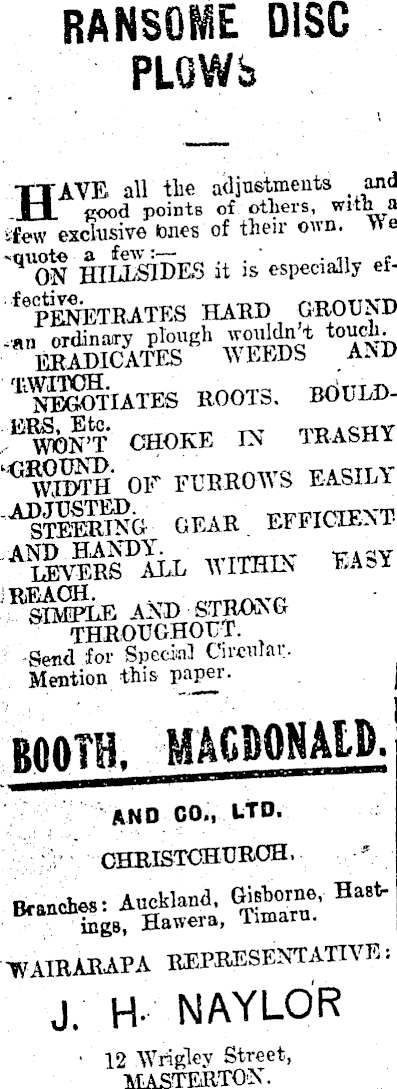 RANSOME DISC
PLOWS
HAVE all the adjustments and
good points of others, with a
few exclusive ones of their own. We
quote a few:—
ON HILLSIDES it is especially ef-
fective.
PENETRATES HARD GROUND
an ordinary plough wouldn't touch.
ERADICATES WEEDS AND
TWITCH.
NEGOTIATES ROOTS, BOULD-
ERS, Etc.
WON'T CHOKE IN TRASHY
GROUND.
WIDTH OF FURROWS EASILY
ADJUSTED.
STEERING GEAR EFFICIENT
AND HANDY.
LEVERS ALL WITHIN EASY
REACH.
SIMPLE AND STRONG
THROUGHOUT.
Send for Special Circular.
Mention this paper.
BOOTH, MACDONALD,
AND CO., LTD.
CHRISTCHURCH,
Branches: Auckland, Gisborne, Hast-
ings, Hawera, Timaru.
WAIRARAPA REPRESENTATIVE:
J. H. NAYLOR
12 Wrigley Street,
MASTERTON.